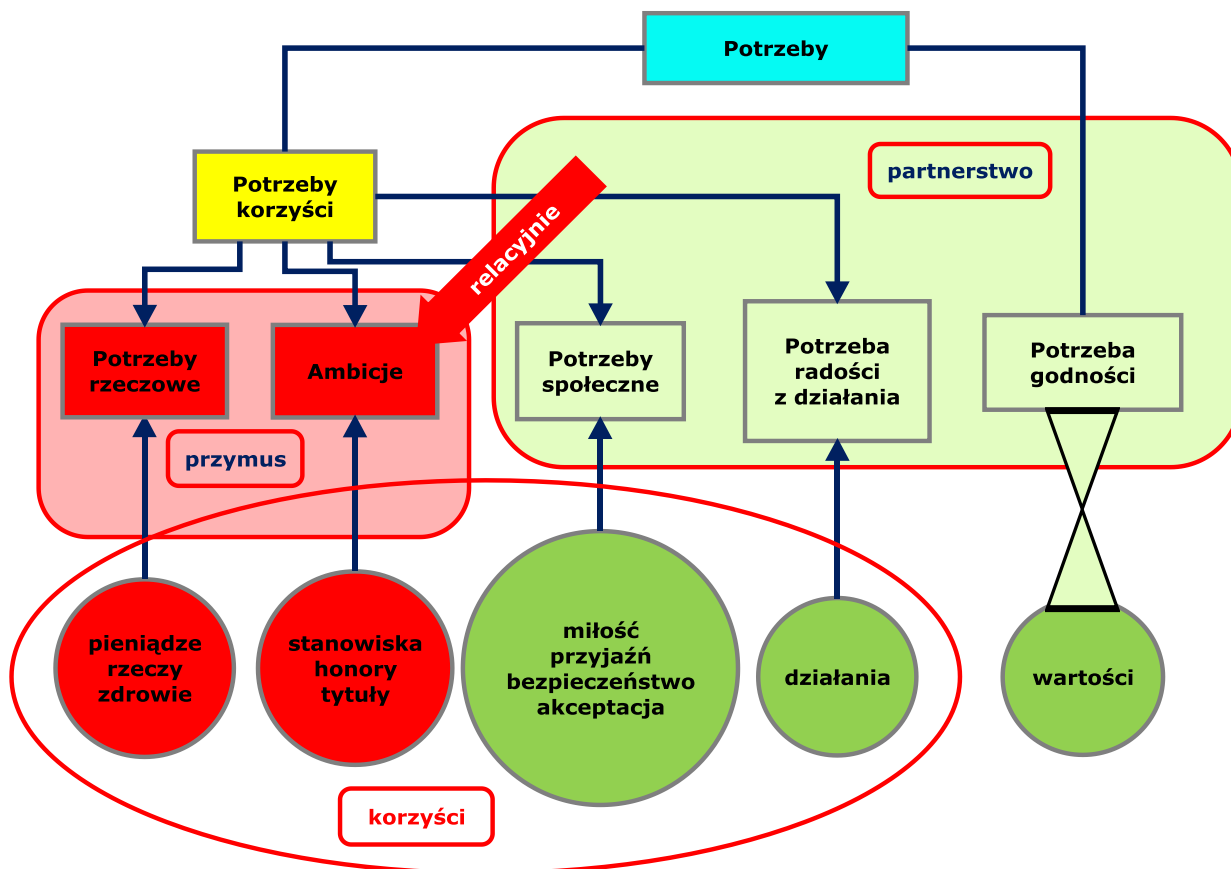 Potrzeby
partnerstwo
Potrzeby
korzyści
relacyjnie
Potrzeby
rzeczowe
Ambicje
Potrzeby
społeczne
Potrzeba
radości
z działania
Potrzeba
godności
przymus
pieniądze
rzeczy
zdrowie
stanowiska
honory
tytuły
miłość
przyjaźń
bezpieczeństwo
akceptacja
działania
wartości
korzyści